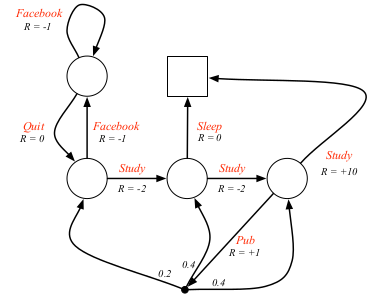 Facebook
R = -1
Quit
R = 0
Facebook
R = -1
Sleep
R = 0
Study
R = -2
Study
R = -2
Study
R = +10
Pub
R = +1
0.2
0.4
0.4